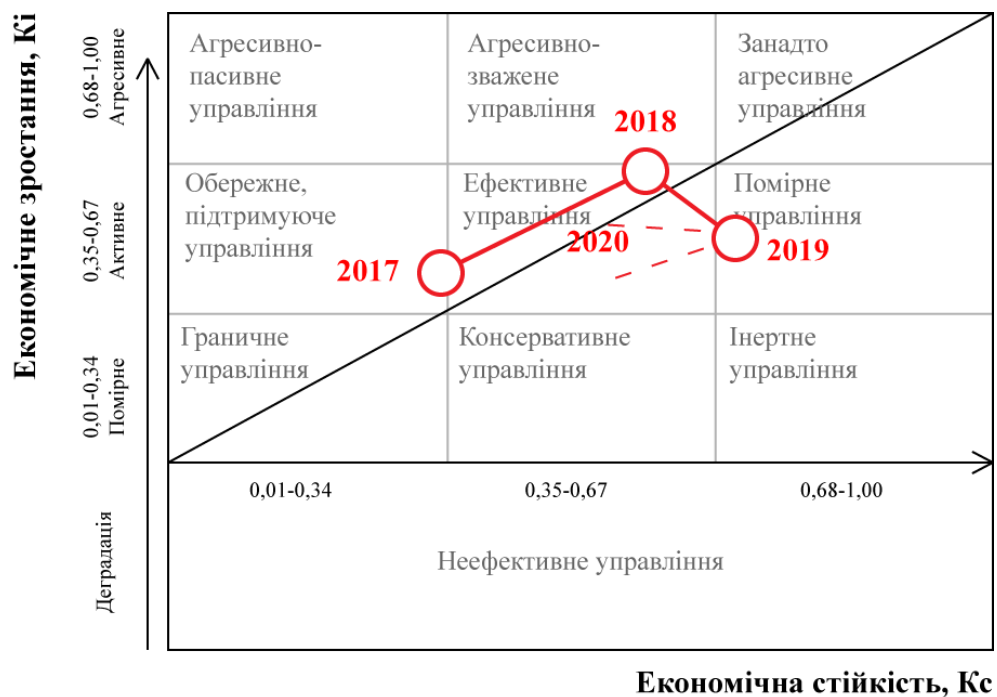 Економічне зростання, Кі
0,68-1,00
Агресивне
0,35-0,67
Активне
0,01-0,34
Помірне
Деградація
Агресивно-
пасивне
управління
Агресивно-
зважене
управління
Занадто
агресивне
управління
2018
Обережне,
підтримуюче
управління
Ефективне
управління
Помірне
управління
2017
2020
2019
Граничне
управління
Консервативне
управління
Інертне
управління
0,01-0,34
0,35-0,67
0,68-1,00
Неефективне управління
Економічна стійкість, Кс